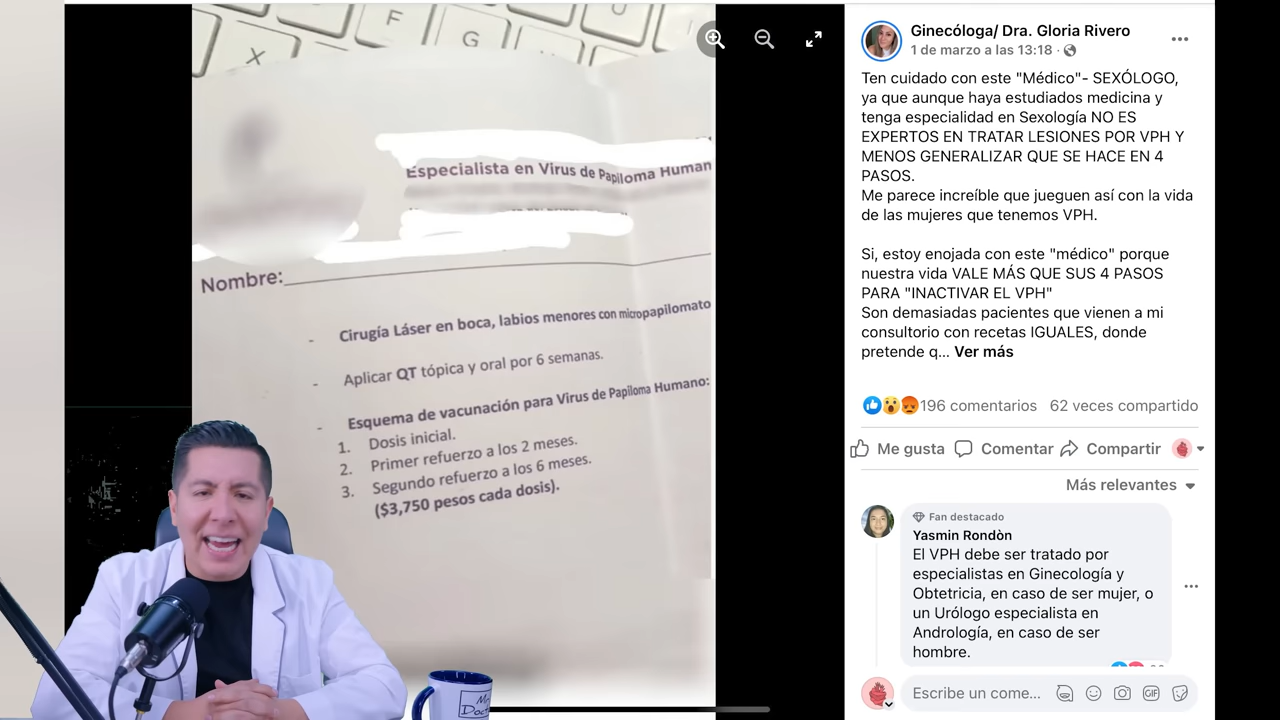 F
G
U
X
Especialista en Virus de Papiloma Human
Nombre:
- Cirugía Láser en boca, labios menores con micropapilomato
- Aplicar QT tópica y oral por 6 semanas.
- Esquema de vacunación para Virus de Papiloma Humano:
1. Dosis inicial.
2. Primer refuerzo a los 2 meses.
3. Segundo refuerzo a los 6 meses.
($3,750 pesos cada dosis).
Ginecóloga/ Dra. Gloria Rivero
1 de marzo a las 13:18 ·
Ten cuidado con este "Médico"- SEXÓLOGO,
ya que aunque haya estudiados medicina y
tenga especialidad en Sexología NO ES
EXPERTOS EN TRATAR LESIONES POR VPH Y
MENOS GENERALIZAR QUE SE HACE EN 4
PASOS.
Me parece increíble que jueguen así con la vida
de las mujeres que tenemos VPH.
Si, estoy enojada con este "médico" porque
nuestra vida VALE MÁS QUE SUS 4 PASOS
PARA "INACTIVAR EL VPH"
Son demasiadas pacientes que vienen a mi
consultorio con recetas IGUALES, donde
pretende q... Ver más
196 comentarios 62 veces compartido
Me gusta Comentar Compartir
Más relevantes
Fan destacado
Yasmin Rondòn
El VPH debe ser tratado por
especialistas en Ginecología y
Obtetricia, en caso de ser mujer, o
un Urólogo especialista en
Andrología, en caso de ser
hombre.
Escribe un come...
GIF